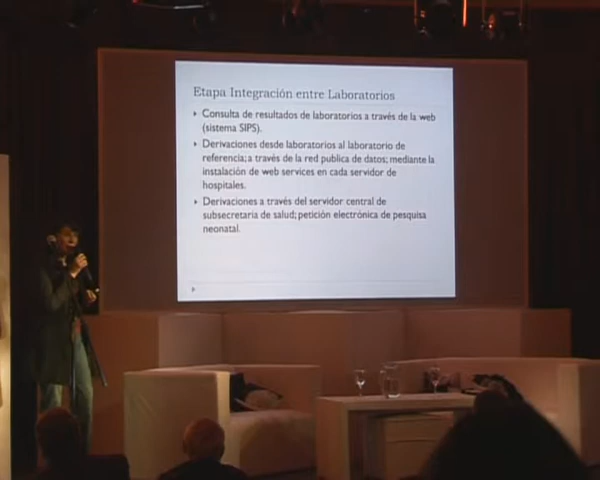 Etapa Integración entre Laboratorios
Consulta de resultados de laboratorios a través de la web
(sistema SIPS).
Derivaciones desde laboratorios al laboratorio de
referencia; a través de la red publica de datos; mediante la
instalación de web services en cada servidor de
hospitales.
Derivaciones a través del servidor central de
subsecretaria de salud; petición electrónica de pesquisa
neonatal.